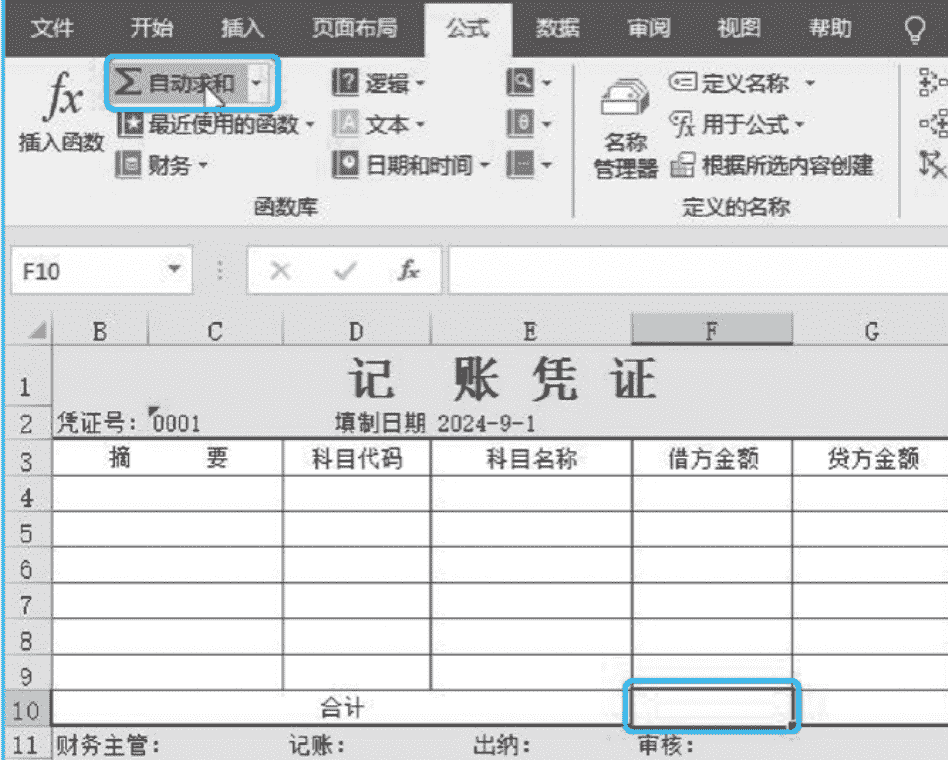 文件 开始 插入 页面布局 公式 数据 审阅 视图 帮助
fx 插入函数
Σ 自动求和
最近使用的函数
财务
逻辑
文本
日期和时间
函数库
名称
管理器
定义名称
用于公式
根据所选内容创建
定义的名称
F10 fx
B C D E F G
1 记 账 凭 证
2 凭证号: 0001 填制日期 2024-9-1
3 摘 要 科目代码 科目名称 借方金额 贷方金额
4
5
6
7
8
9
10 合计
11 财务主管: 记账: 出纳: 审核: